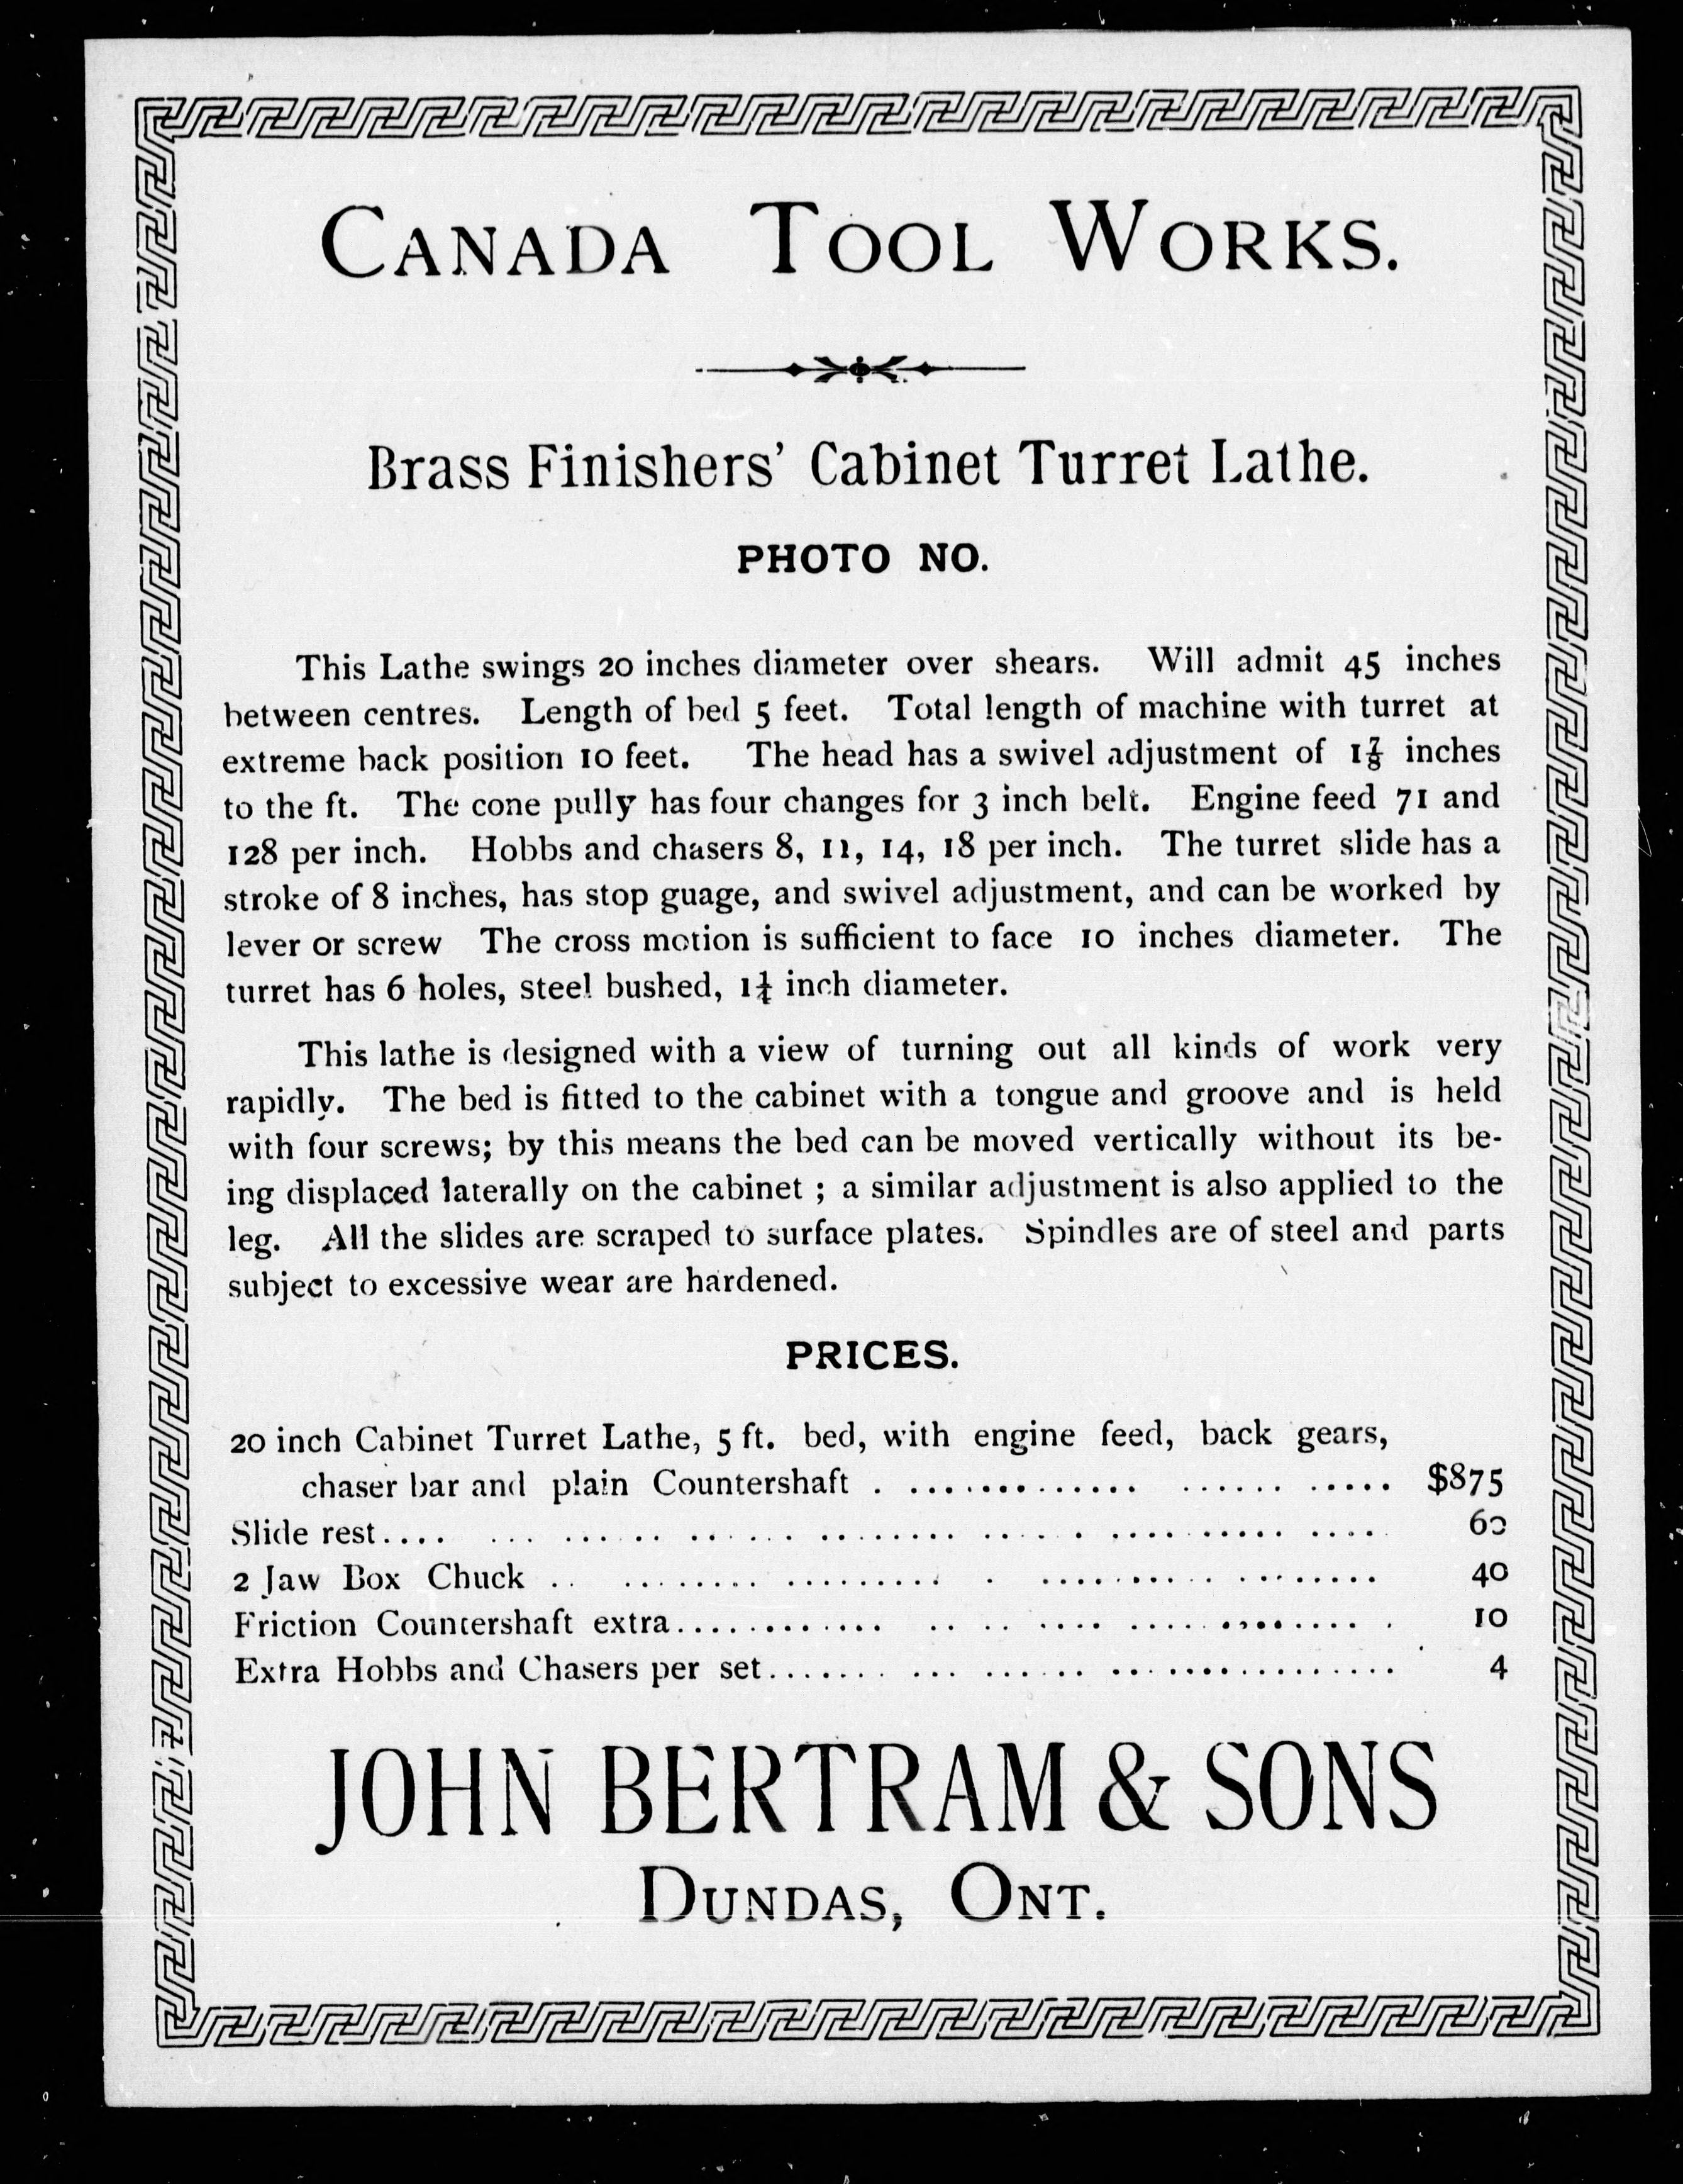 CANADA TOOL WORKS.
Brass Finishers' Cabinet Turret Lathe.
PHOTO NO.
This Lathe swings 20 inches diameter over shears. Will admit 45 inches
between centres. Length of bed 5 feet. Total length of machine with turret at
extreme back position 10 feet. The head has a swivel adjustment of 1⅞ inches
to the ft. The cone pully has four changes for 3 inch belt. Engine feed 71 and
128 per inch. Hobbs and chasers 8, 11, 14, 18 per inch. The turret slide has a
stroke of 8 inches, has stop guage, and swivel adjustment, and can be worked by
lever or screw The cross motion is sufficient to face 10 inches diameter. The
turret has 6 holes, steel bushed, 1¼ inch diameter.
This lathe is designed with a view of turning out all kinds of work very
rapidly. The bed is fitted to the cabinet with a tongue and groove and is held
with four screws; by this means the bed can be moved vertically without its be-
ing displaced laterally on the cabinet ; a similar adjustment is also applied to the
leg. All the slides are scraped to surface plates. Spindles are of steel and parts
subject to excessive wear are hardened.
PRICES.
20 inch Cabinet Turret Lathe, 5 ft. bed, with engine feed, back gears,
chaser bar and plain Countershaft . ............. ...... ..... $875
Slide rest.... ... ...... .. .. . ......... ..... . .... ...... .... 60
2 Jaw Box Chuck .. ........ ......... . .......... ......... 40
Friction Countershaft extra............. .. .. .... ..... ......... . 10
Extra Hobbs and Chasers per set........ ... ...... ... .............. 4
JOHN BERTRAM & SONS
DUNDAS, ONT.